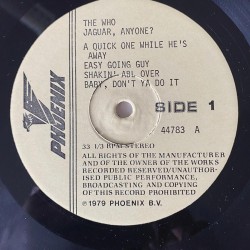 THE WHO
JAGUAR, ANYONE?
A QUICK ONE WHILE HE'S
AWAY
EASY GOING GUY
SHAKIN' ABL OVER
BABY, DON'T YA DO IT
PHOENIX
SIDE 1
44783 A
33 1/3 RPM STEREO
ALL RIGHTS OF THE MANUFACTURER
AND OF THE OWNER OF THE WORKS
RECORDED RESERVED/UNAUTHOR-
ISED PUBLIC PERFORMANCE,
BROADCASTING AND COPYING
OF THIS RECORD PROHIBITED
℗1979 PHOENIX B.V.